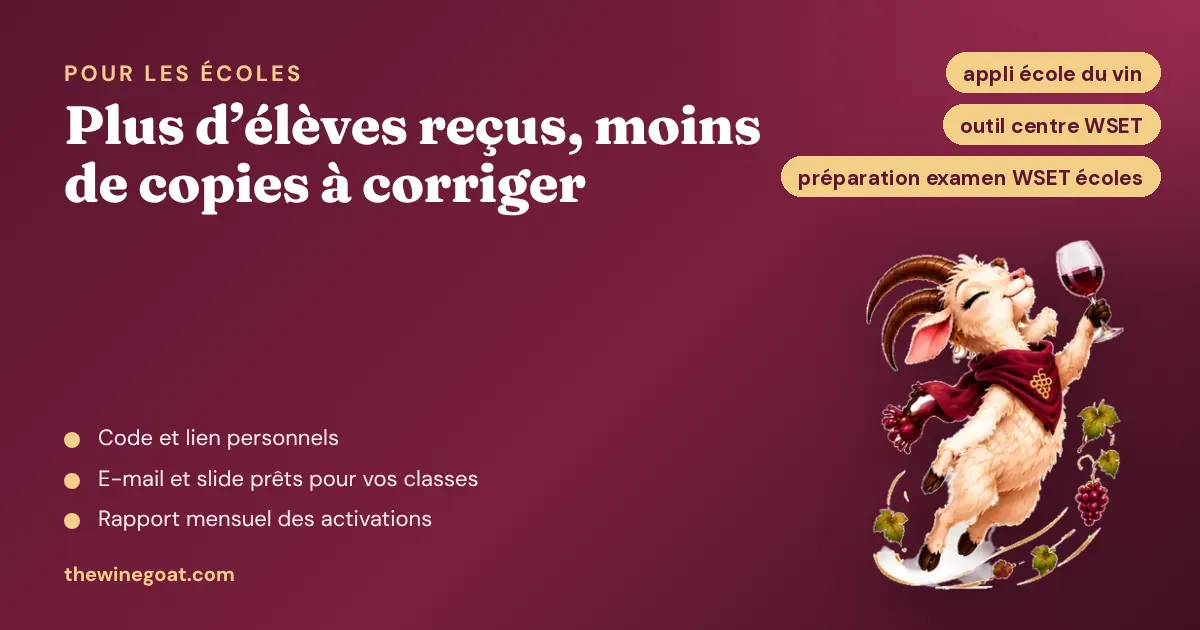 POUR LES ÉCOLES
Plus d’élèves reçus, moins
de copies à corriger
appli école du vin
outil centre WSET
préparation examen WSET écoles
Code et lien personnels
E-mail et slide prêts pour vos classes
Rapport mensuel des activations
thewinegoat.com